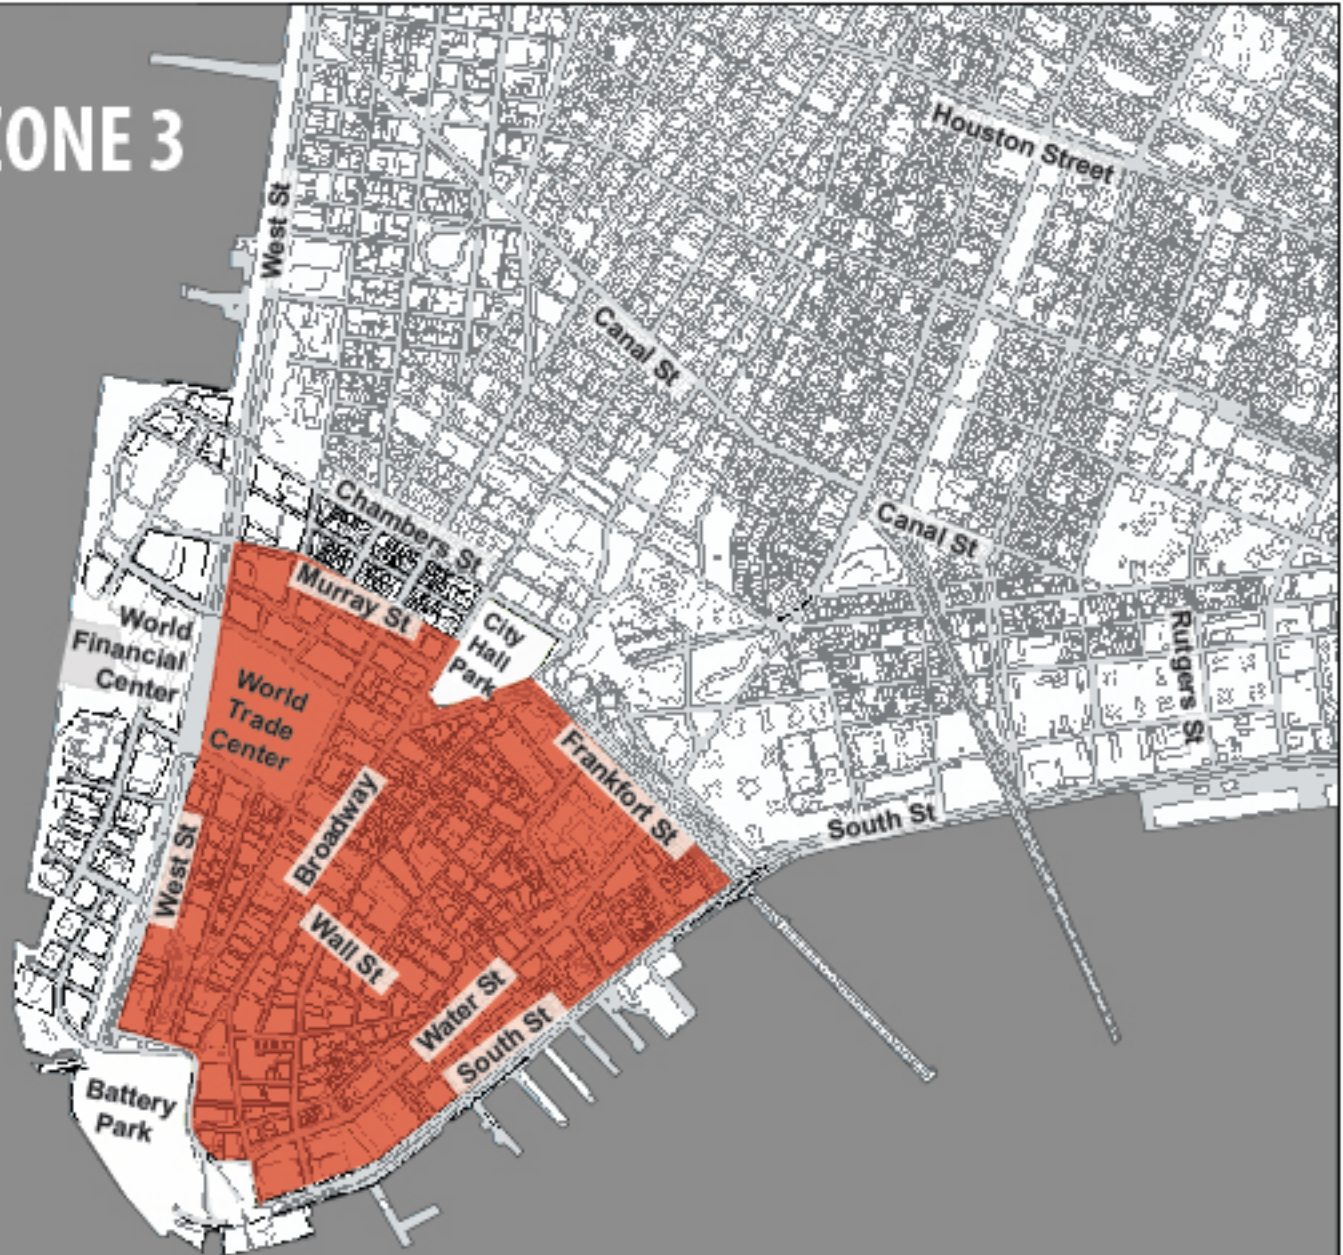 ZONE 3
Houston Street
West St
Canal St
Chambers St
Canal St
Murray St
City
Hall
Park
World
Financial
Center
Rutgers St
World
Trade
Center
Frankfort St
Broadway
South St
West St
Wall St
Water St
South St
Battery
Park